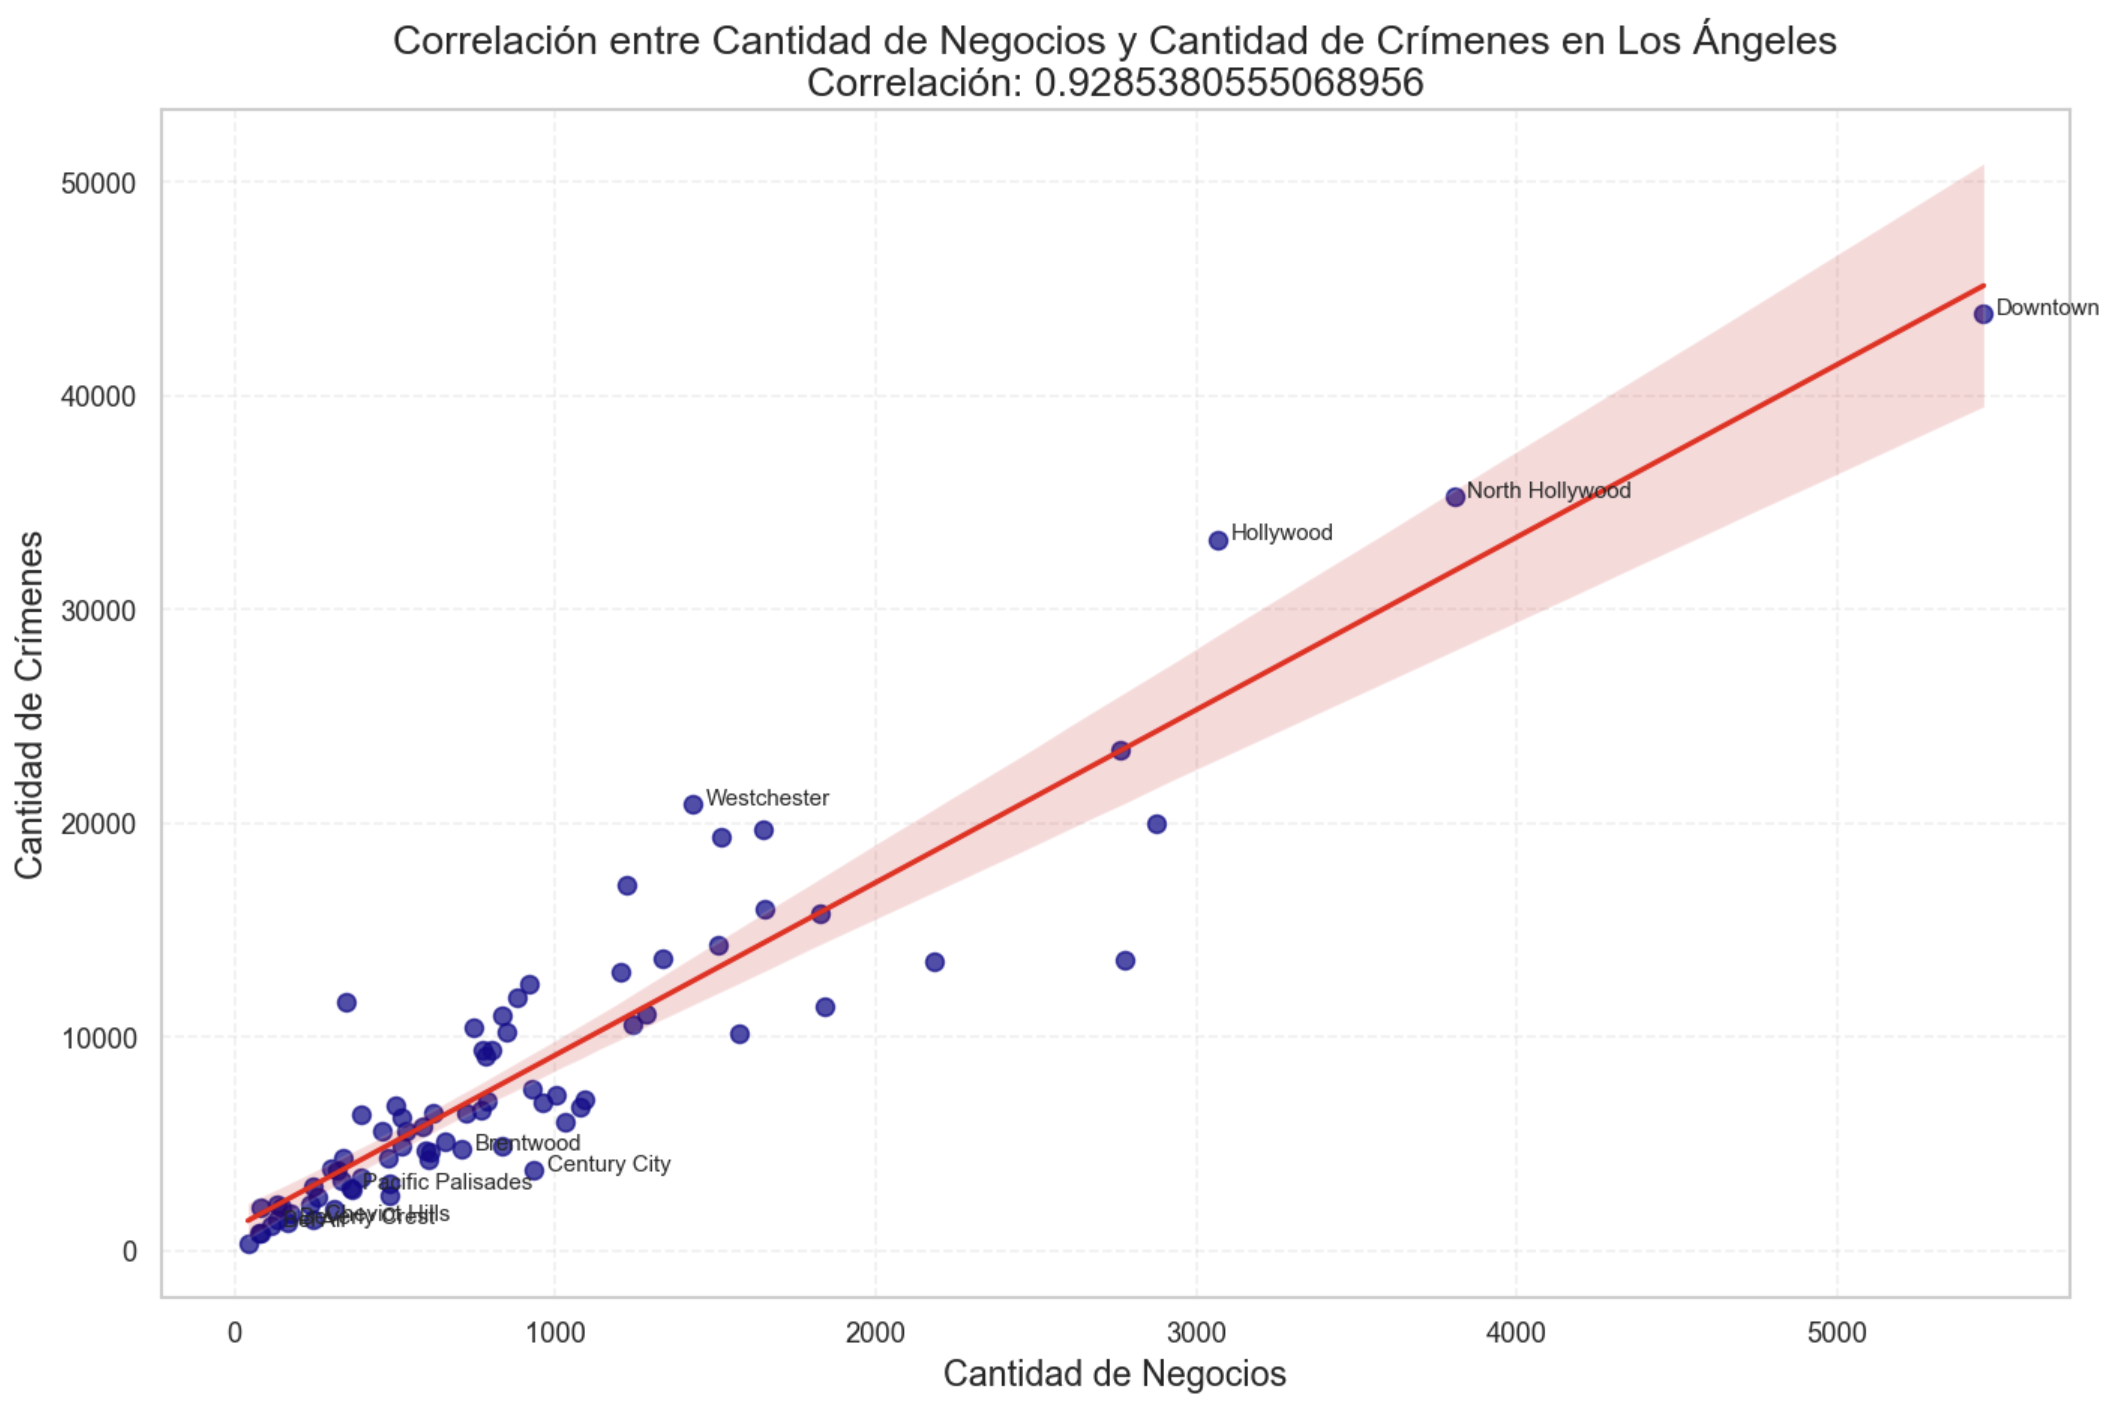 Correlación entre Cantidad de Negocios y Cantidad de Crímenes en Los Ángeles
Correlación: 0.9285380555068956
Cantidad de Crímenes
50000
40000
30000
20000
10000
0
Downtown
North Hollywood
Hollywood
Westchester
Brentwood
Century City
Pacific Palisades
Cheviot Hills
Crest
0
1000
2000
3000
4000
5000
Cantidad de Negocios